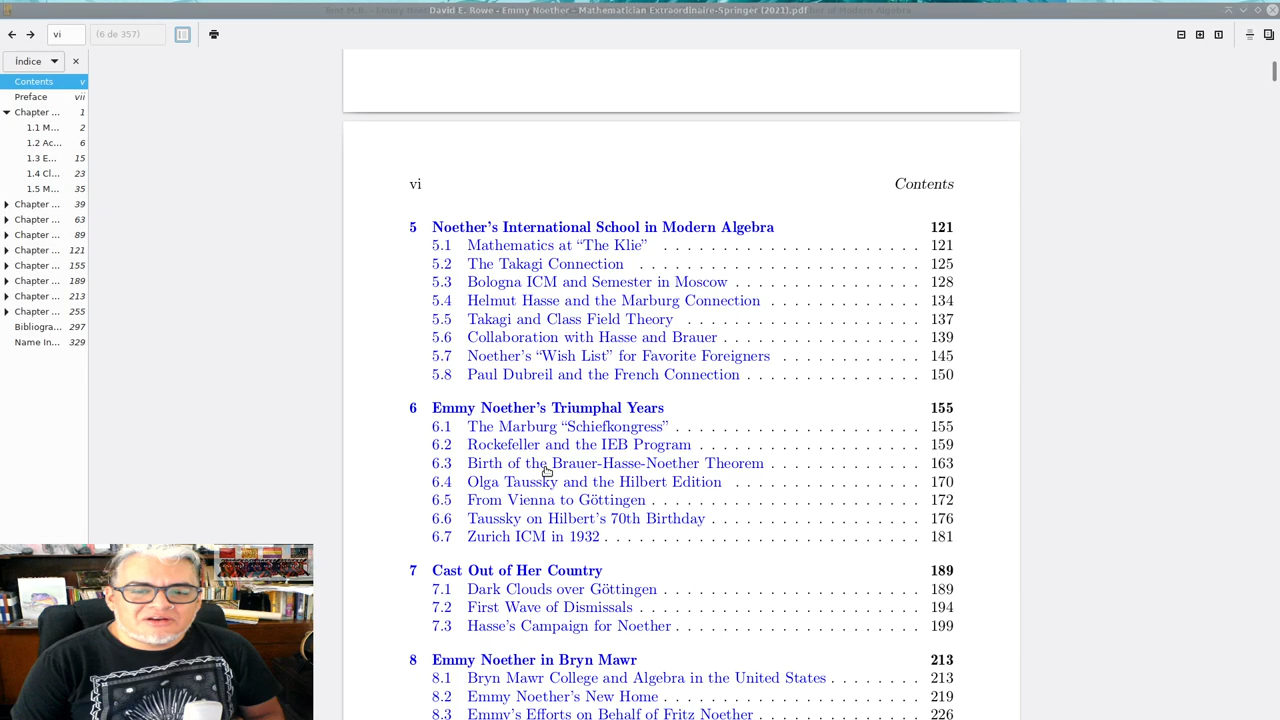 David E. Rowe - Emmy Noether – Mathematician Extraordinaire-Springer (2021).pdf
vi
(6 de 357)
Índice
Contents v
Preface vii
Chapter ... 1
1.1 M... 2
1.2 Ac... 6
1.3 E... 15
1.4 Cl... 23
1.5 M... 35
Chapter ... 39
Chapter ... 63
Chapter ... 89
Chapter ... 121
Chapter ... 155
Chapter ... 189
Chapter ... 213
Chapter ... 255
Bibliogra... 297
Name In... 329
vi Contents
5 Noether’s International School in Modern Algebra 121
5.1 Mathematics at “The Klie” . . . . . . . . . . . . . . . . . . . . . . 121
5.2 The Takagi Connection . . . . . . . . . . . . . . . . . . . . . . . . 125
5.3 Bologna ICM and Semester in Moscow . . . . . . . . . . . . . . . 128
5.4 Helmut Hasse and the Marburg Connection . . . . . . . . . . . . 134
5.5 Takagi and Class Field Theory . . . . . . . . . . . . . . . . . . . 137
5.6 Collaboration with Hasse and Brauer . . . . . . . . . . . . . . . . 139
5.7 Noether’s “Wish List” for Favorite Foreigners . . . . . . . . . . . 145
5.8 Paul Dubreil and the French Connection . . . . . . . . . . . . . . 150
6 Emmy Noether’s Triumphal Years 155
6.1 The Marburg “Schiefkongress” . . . . . . . . . . . . . . . . . . . . 155
6.2 Rockefeller and the IEB Program . . . . . . . . . . . . . . . . . . 159
6.3 Birth of the Brauer-Hasse-Noether Theorem . . . . . . . . . . . . 163
6.4 Olga Taussky and the Hilbert Edition . . . . . . . . . . . . . . . 170
6.5 From Vienna to Göttingen . . . . . . . . . . . . . . . . . . . . . . 172
6.6 Taussky on Hilbert’s 70th Birthday . . . . . . . . . . . . . . . . . 176
6.7 Zurich ICM in 1932 . . . . . . . . . . . . . . . . . . . . . . . . . . 181
7 Cast Out of Her Country 189
7.1 Dark Clouds over Göttingen . . . . . . . . . . . . . . . . . . . . . 189
7.2 First Wave of Dismissals . . . . . . . . . . . . . . . . . . . . . . . 194
7.3 Hasse’s Campaign for Noether . . . . . . . . . . . . . . . . . . . . 199
8 Emmy Noether in Bryn Mawr 213
8.1 Bryn Mawr College and Algebra in the United States . . . . . . . 213
8.2 Emmy Noether’s New Home . . . . . . . . . . . . . . . . . . . . . 219
8.3 Emmy’s Efforts on Behalf of Fritz Noether . . . . . . . . . . . . . 226